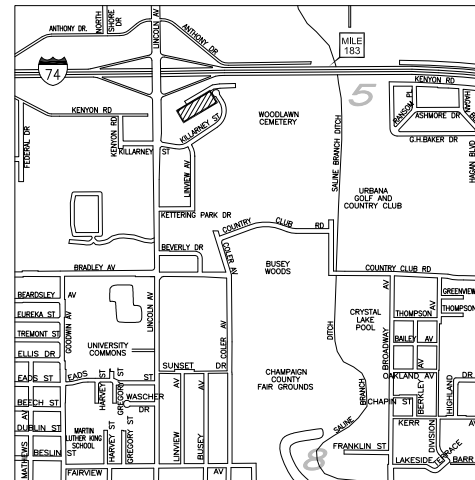 ANTHONY DR.
NORTH
SHORE
DR
LINCOLN AV
ANTHONY DR
MILE
183
74
5
KENYON RD
KENYON RD
KENYON RD
FEDERAL DR
KILLARNEY ST
KILLARNEY ST
LINVIEW AV
WOODLAWN
CEMETERY
SALINE BRANCH DITCH
RANSOM PL
ASHMORE DR
HAGAN
G.H.BAKER DR
HAGAN BLVD
URBANA
GOLF AND
COUNTRY CLUB
KETTERING PARK DR
COUNTRY CLUB RD
BEVERLY DR
COLER AV
BUSEY
WOODS
BRADLEY AV
COUNTRY CLUB RD
BEARDSLEY AV
EUREKA ST
TREMONT ST
ELLIS DR
GOODWIN AV
LINCOLN AV
UNIVERSITY
COMMONS
COLER AV
DITCH
CRYSTAL
LAKE
POOL
BROADWAY AV
GREENVIEW
THOMPSON
THOMPSON
BAILEY AV
AV
SUNSET DR
EADS ST
EADS ST
OAKLAND AV
CHAMPAIGN
COUNTY
FAIR GROUNDS
BEECH ST
HARVEY ST
GREGORY ST
WASCHER
DR
LINVIEW AV
BUSEY AV
BRANCH
SALINE
CHAPIN ST
BERKLEY
HIGHLAND DR
DUBLIN ST
MATHEWS AV
BESLIN ST
MARTIN
LUTHER KING
SCHOOL
HARVEY ST
GREGORY ST
KERR AV
DIVISION
FRANKLIN ST
8
LAKESIDE TERRACE
BARR
FAIRVIEW AV